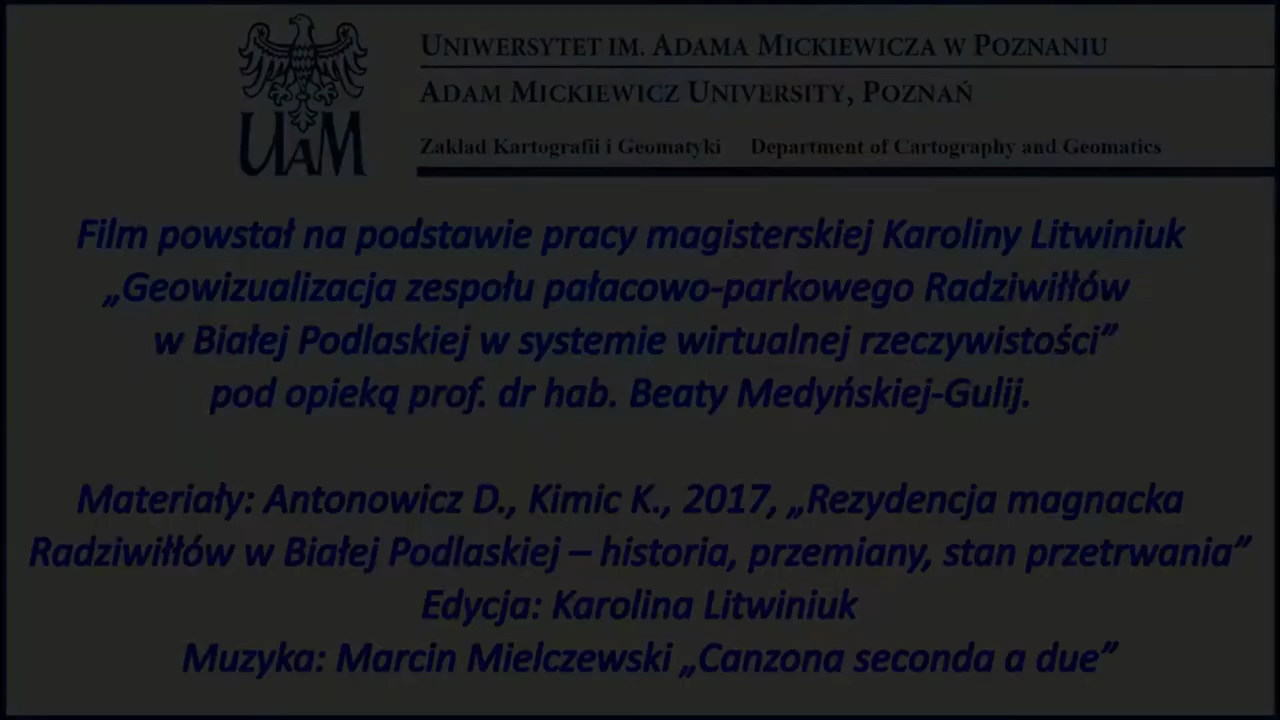 UNIWERSYTET IM. ADAMA MICKIEWICZA W POZNANIU
ADAM MICKIEWICZ UNIVERSITY, POZNAŃ
Zakład Kartografii i Geomatyki Department of Cartography and Geomatics
UAM
Film powstał na podstawie pracy magisterskiej Karoliny Litwiniuk
„Geowizualizacja zespołu pałacowo-parkowego Radziwiłłów
w Białej Podlaskiej w systemie wirtualnej rzeczywistości”
pod opieką prof. dr hab. Beaty Medyńskiej-Gulij.
Materiały: Antonowicz D., Kimic K., 2017, „Rezydencja magnacka
Radziwiłłów w Białej Podlaskiej – historia, przemiany, stan przetrwania”
Edycja: Karolina Litwiniuk
Muzyka: Marcin Mielczewski „Canzona seconda a due”